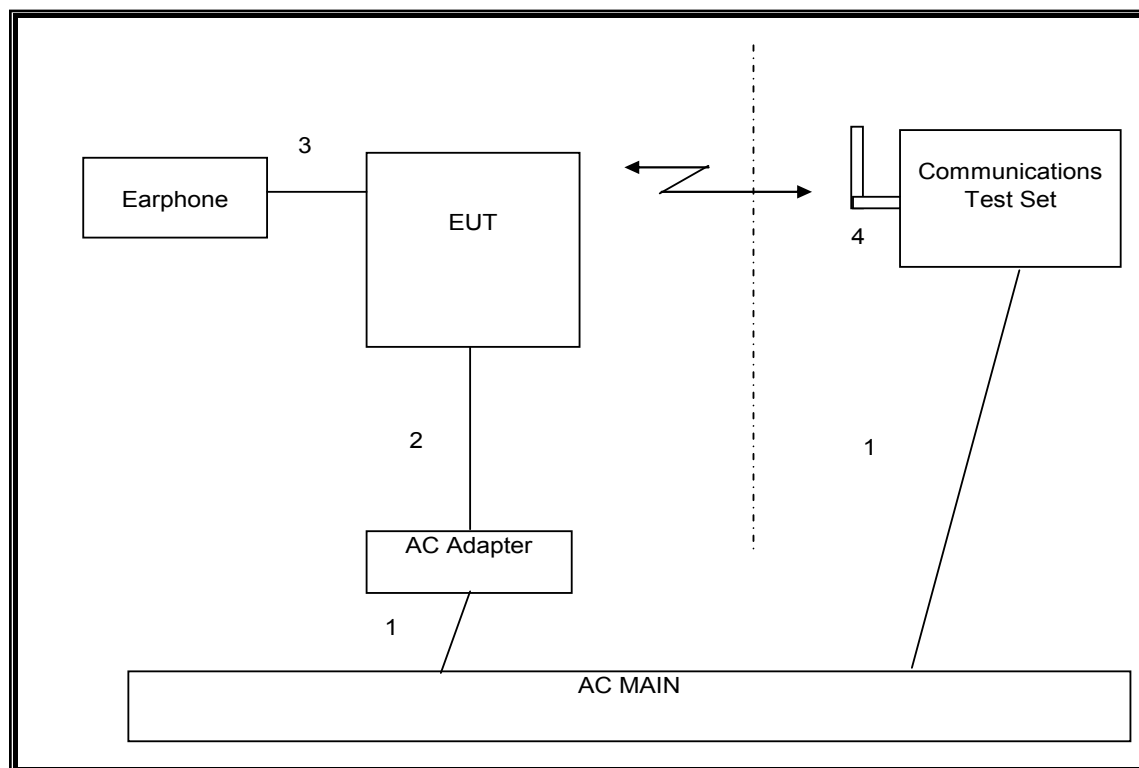 3
Earphone
EUT
Communications
Test Set
4
2
1
AC Adapter
1
AC MAIN